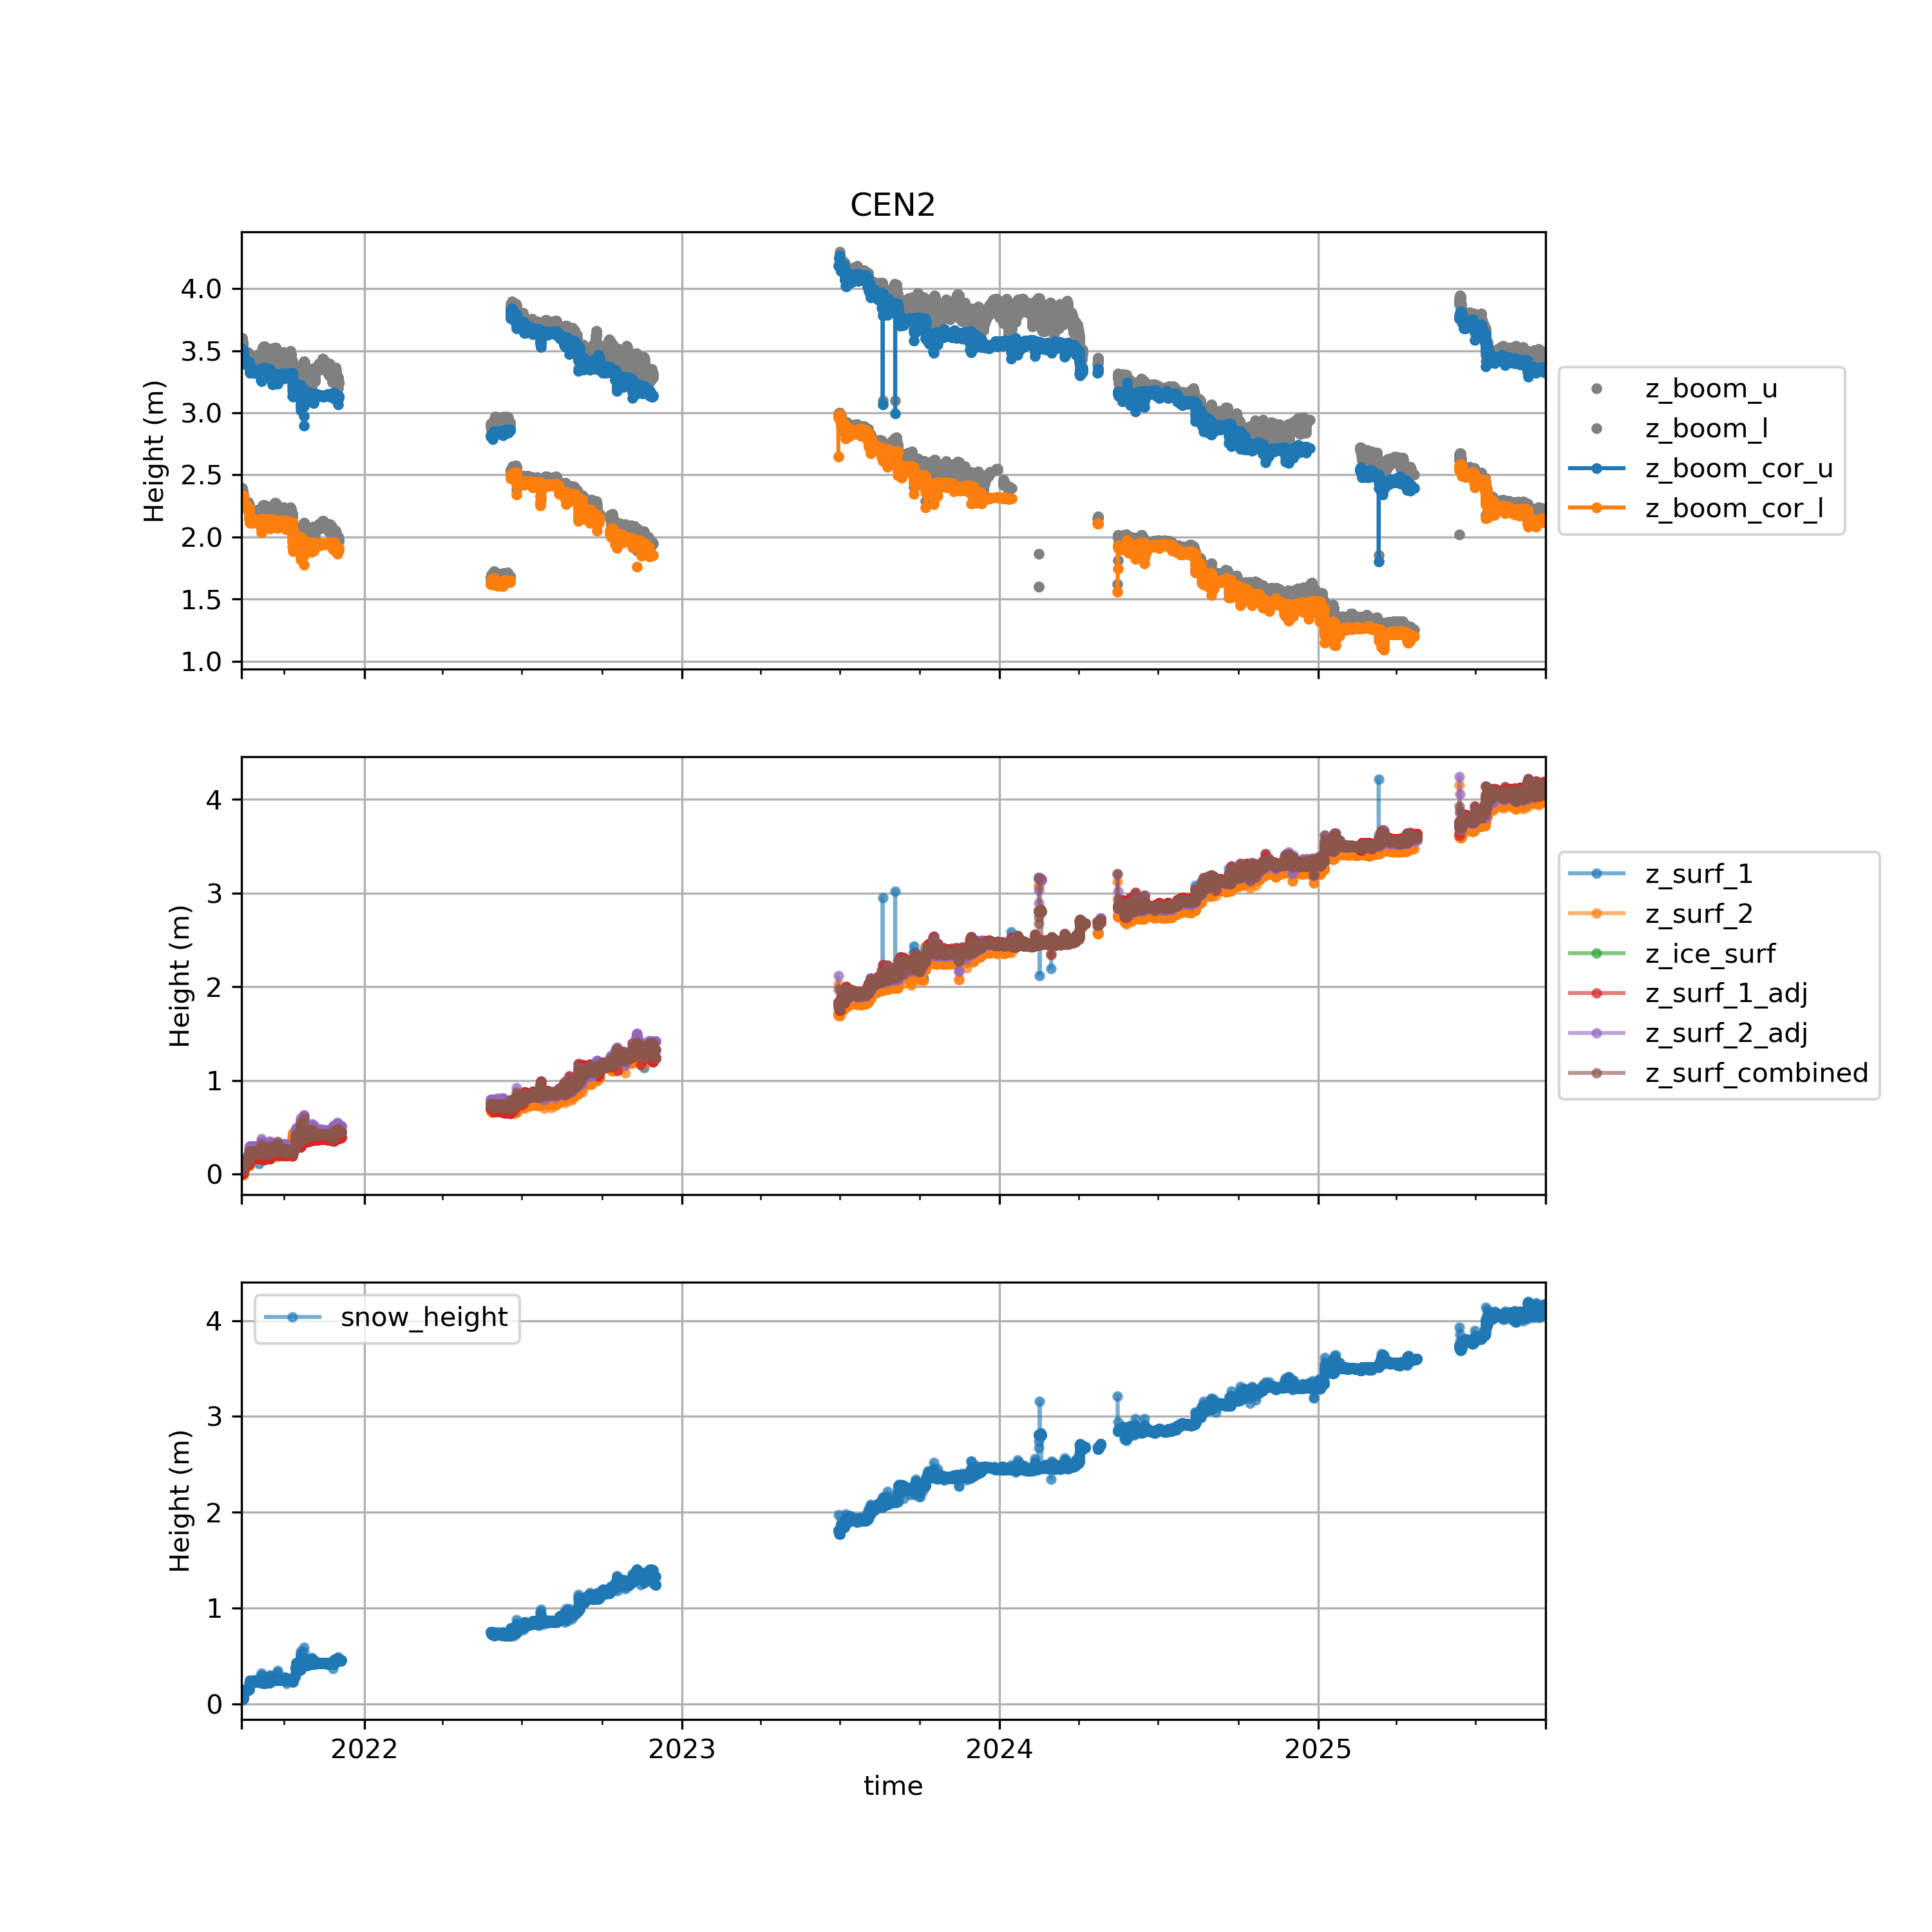 CEN2
Height (m)
4.0
3.5
3.0
2.5
2.0
1.5
1.0
z_boom_u
z_boom_l
z_boom_cor_u
z_boom_cor_l
Height (m)
4
3
2
1
0
z_surf_1
z_surf_2
z_ice_surf
z_surf_1_adj
z_surf_2_adj
z_surf_combined
Height (m)
4
3
2
1
0
snow_height
2022
2023
2024
2025
time